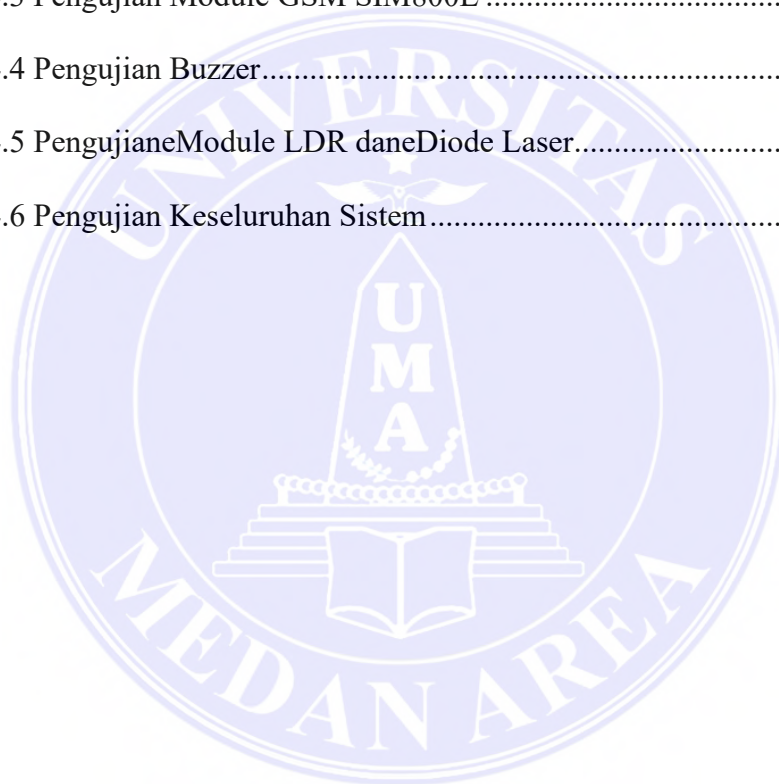 .3 Pengujian Module GSM SIM800L ..........................................
.4 Pengujian Buzzer................................................................
.5 PengujianeModule LDR daneDiode Laser.........................
.6 Pengujian Keseluruhan Sistem...........................................
UNIVERSITAS
U
M
A
MEDAN AREA